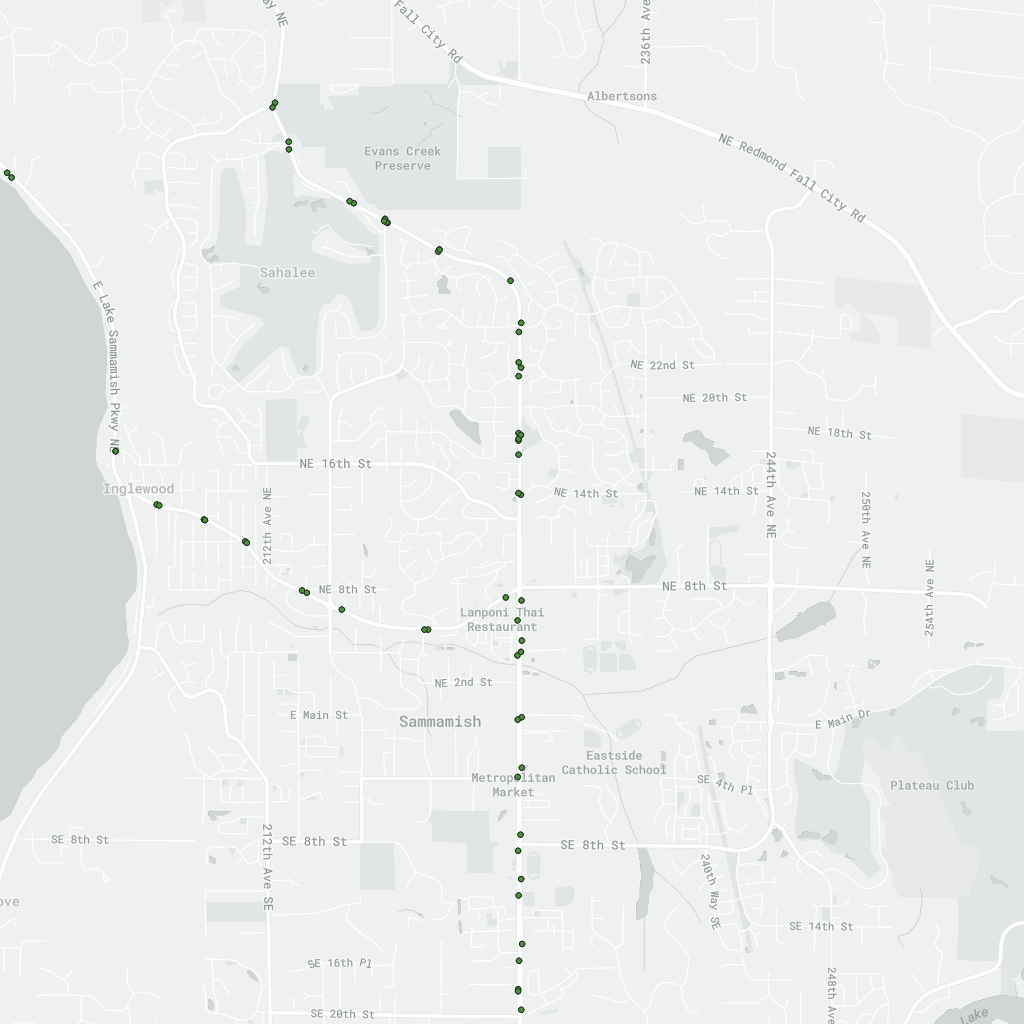 ay NE
Fall City Rd
236th Ave
Albertsons
NE Redmond Fall City Rd
Evans Creek
Preserve
Sahalee
E Lake Sammamish Pkwy NE
NE 22nd St
NE 20th St
NE 18th St
NE 16th St
Inglewood
212th Ave NE
NE 14th St
NE 14th St
244th Ave NE
250th Ave NE
254th Ave NE
NE 8th St
NE 8th St
Lanponi Thai
Restaurant
NE 2nd St
E Main St
Sammamish
E Main Dr
Eastside
Catholic School
Metropolitan
Market
SE 4th Pl
Plateau Club
SE 8th St
212th Ave SE
SE 8th St
SE 8th St
240th Way SE
ove
SE 14th St
SE 16th Pl
248th Ave
SE 20th St
Lake